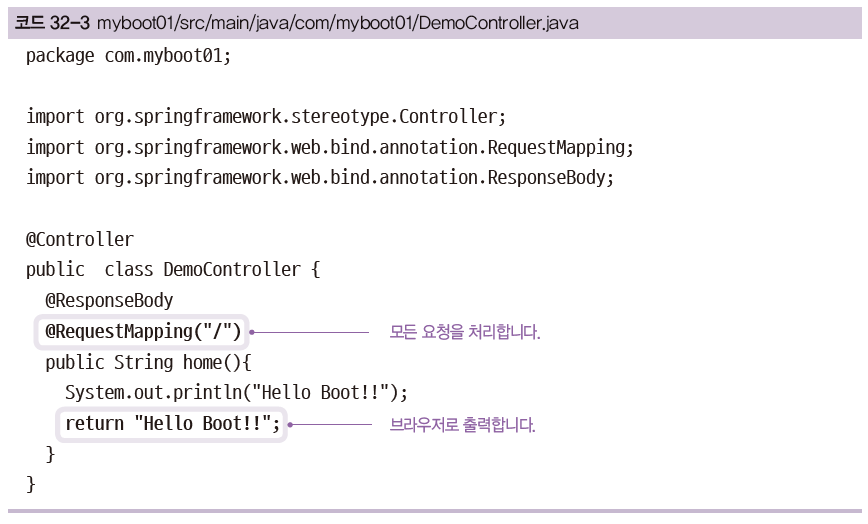 코드 32-3 myboot01/src/main/java/com/myboot01/DemoController.java
package com.myboot01;
import org.springframework.stereotype.Controller;
import org.springframework.web.bind.annotation.RequestMapping;
import org.springframework.web.bind.annotation.ResponseBody;
@Controller
public  class DemoController {
  @ResponseBody
  @RequestMapping("/") 모든 요청을 처리합니다.
  public String home(){
    System.out.println("Hello Boot!!");
    return "Hello Boot!!"; 브라우저로 출력합니다.
  }
}